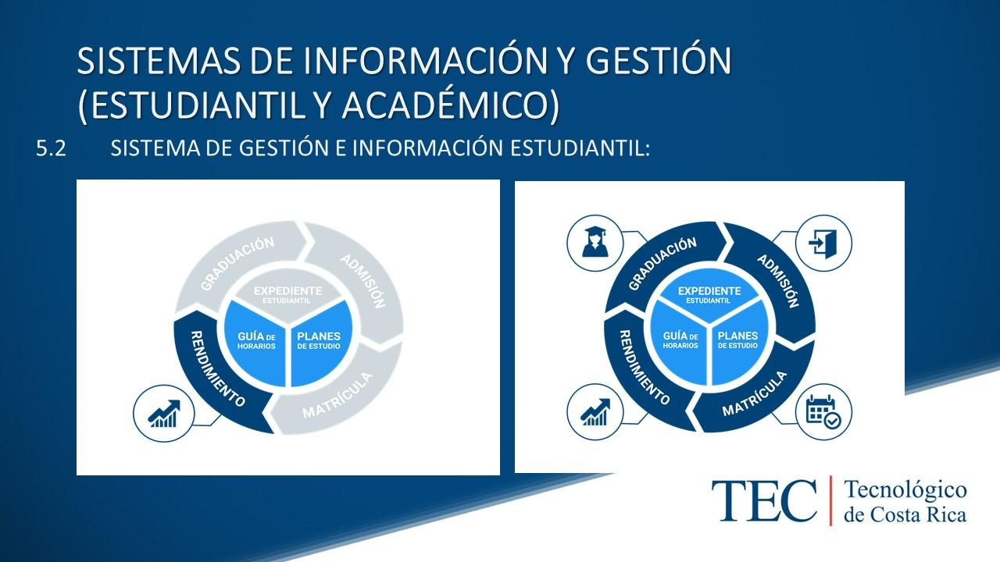 SISTEMAS DE INFORMACIÓN Y GESTIÓN
(ESTUDIANTIL Y ACADÉMICO)
5.2 SISTEMA DE GESTIÓN E INFORMACIÓN ESTUDIANTIL:
GRADUACIÓN
ADMISIÓN
EXPEDIENTE
ESTUDIANTIL
GUÍA DE
HORARIOS
PLANES
DE ESTUDIO
RENDIMIENTO
MATRÍCULA
GRADUACIÓN
ADMISIÓN
EXPEDIENTE
ESTUDIANTIL
GUÍA DE
HORARIOS
PLANES
DE ESTUDIO
RENDIMIENTO
MATRÍCULA
TEC
Tecnológico
de Costa Rica